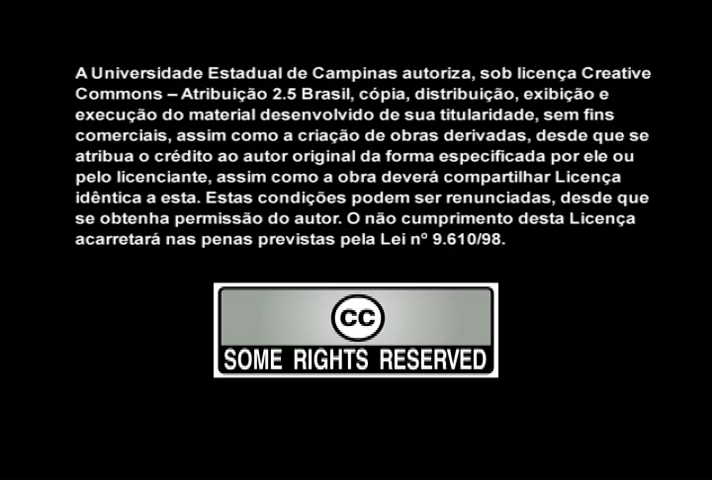 A Universidade Estadual de Campinas autoriza, sob licença Creative
Commons – Atribuição 2.5 Brasil, cópia, distribuição, exibição e
execução do material desenvolvido de sua titularidade, sem fins
comerciais, assim como a criação de obras derivadas, desde que se
atribua o crédito ao autor original da forma especificada por ele ou
pelo licenciante, assim como a obra deverá compartilhar Licença
idêntica a esta. Estas condições podem ser renunciadas, desde que
se obtenha permissão do autor. O não cumprimento desta Licença
acarretará nas penas previstas pela Lei nº 9.610/98.
CC
SOME RIGHTS RESERVED